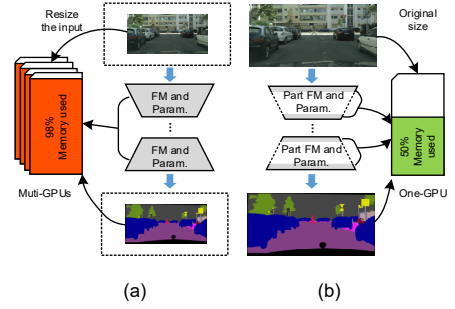 Resize
the input
Original
size
FM and
Param.
Part FM and
Param.
...
...
FM and
Param.
Part FM and
Param.
98%
Memory used
50%
Memory
used
Muti-GPUs
One-GPU
(a)
(b)